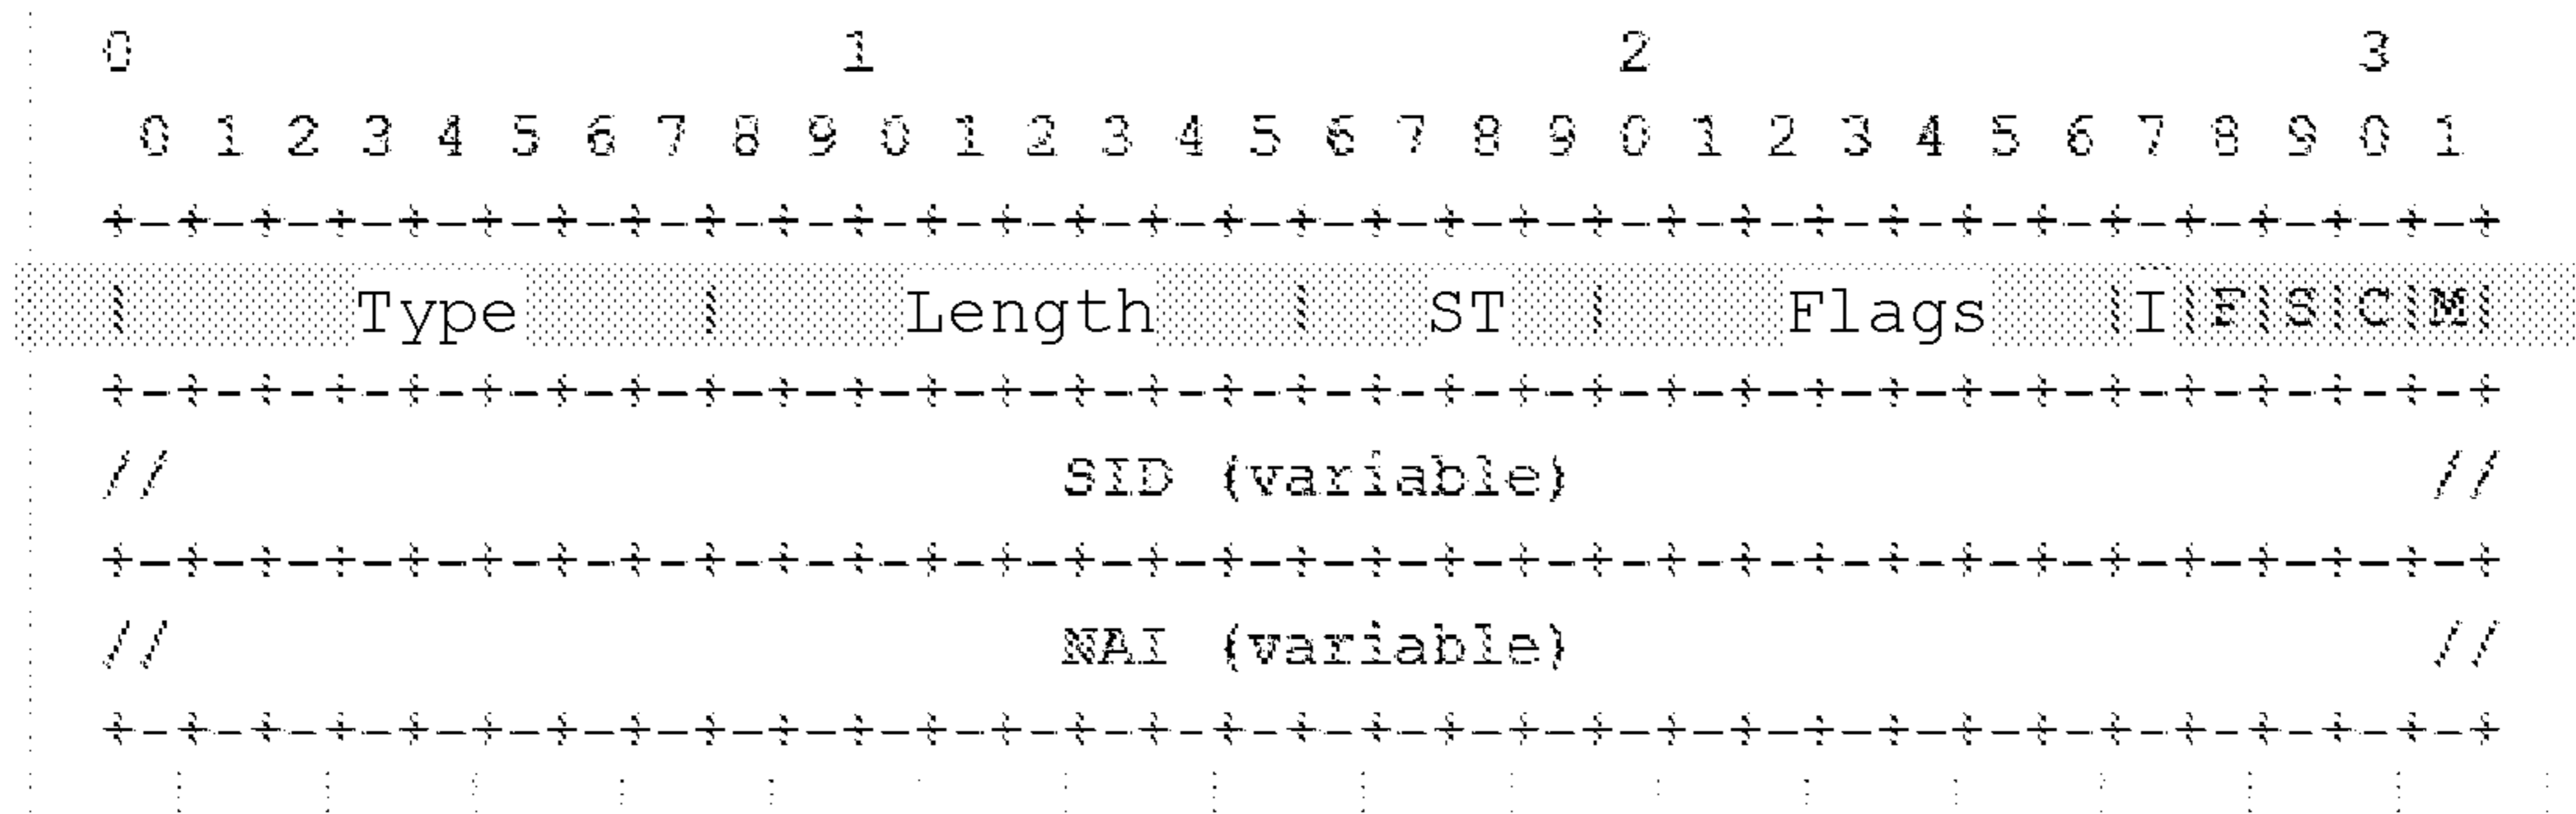 0                   1                    2                   3
 0 1 2 3 4 5 6 7 8 9 0 1 2 3 4 5 6 7 8 9 0 1 2 3 4 5 6 7 8 9 0 1
+-+-+-+-+-+-+-+-+-+-+-+-+-+-+-+-+-+-+-+-+-+-+-+-+-+-+-+-+-+-+-+-+
|      Type     |     Length    |   ST  |     Flags   |I|F|S|C|M|
+-+-+-+-+-+-+-+-+-+-+-+-+-+-+-+-+-+-+-+-+-+-+-+-+-+-+-+-+-+-+-+-+
//                        SID (variable)                       //
+-+-+-+-+-+-+-+-+-+-+-+-+-+-+-+-+-+-+-+-+-+-+-+-+-+-+-+-+-+-+-+-+
//                        NAI (variable)                       //
+-+-+-+-+-+-+-+-+-+-+-+-+-+-+-+-+-+-+-+-+-+-+-+-+-+-+-+-+-+-+-+-+